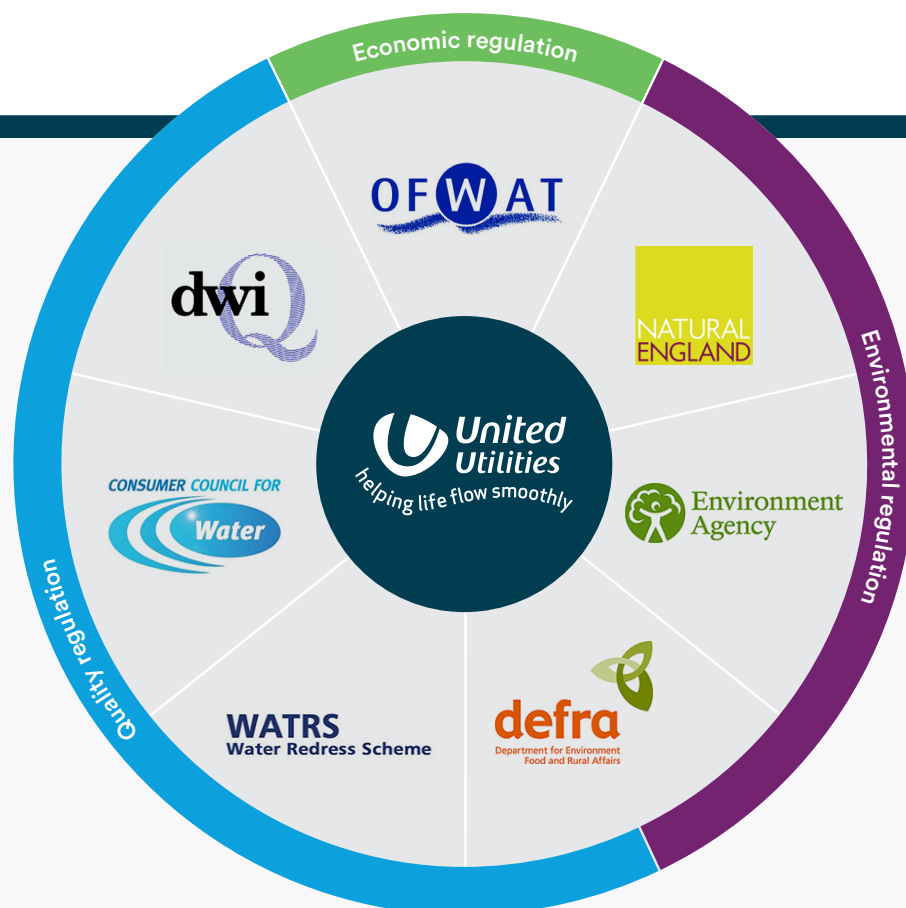 Economic regulation
OFWAT
dwi Q
NATURAL
ENGLAND
Environmental regulation
United
Utilities
helping life flow smoothly
CONSUMER COUNCIL FOR
Water
Environment
Agency
Quality regulation
WATRS
Water Redress Scheme
defra
Department for Environment
Food and Rural Affairs